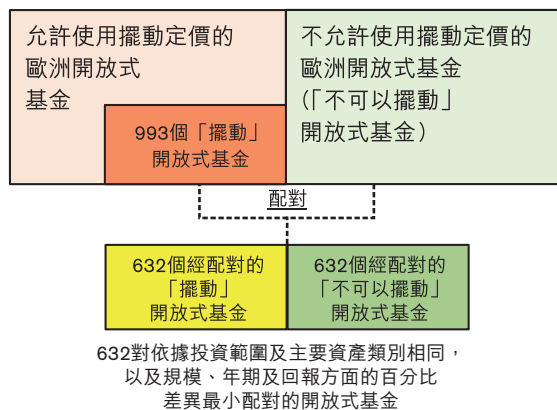 允許使用擺動定價的
歐洲開放式
基金
993個「擺動」
開放式基金
不允許使用擺動定價的
歐洲開放式基金
(「不可以擺動」
開放式基金)
配對
632個經配對的
「擺動」
開放式基金
632個經配對的
「不可以擺動」
開放式基金
632對依據投資範圍及主要資產類別相同，
以及規模、年期及回報方面的百分比
差異最小配對的開放式基金